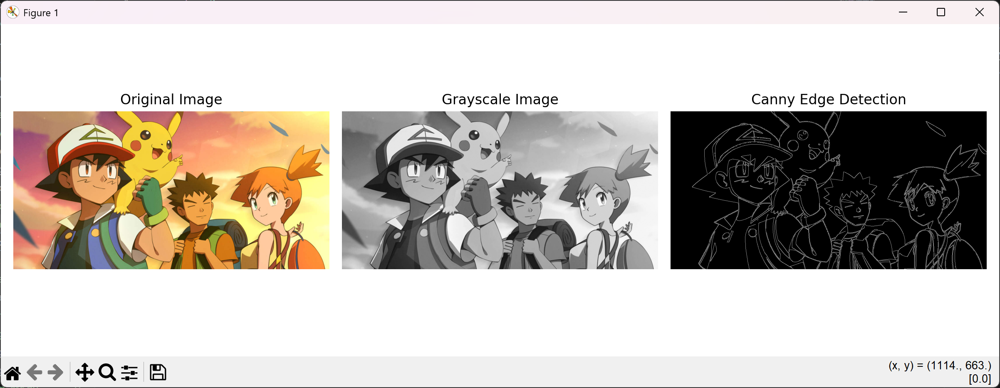 Figure 1
Original Image
Grayscale Image
Canny Edge Detection
(x, y) = (1114., 663.)
[0.0]